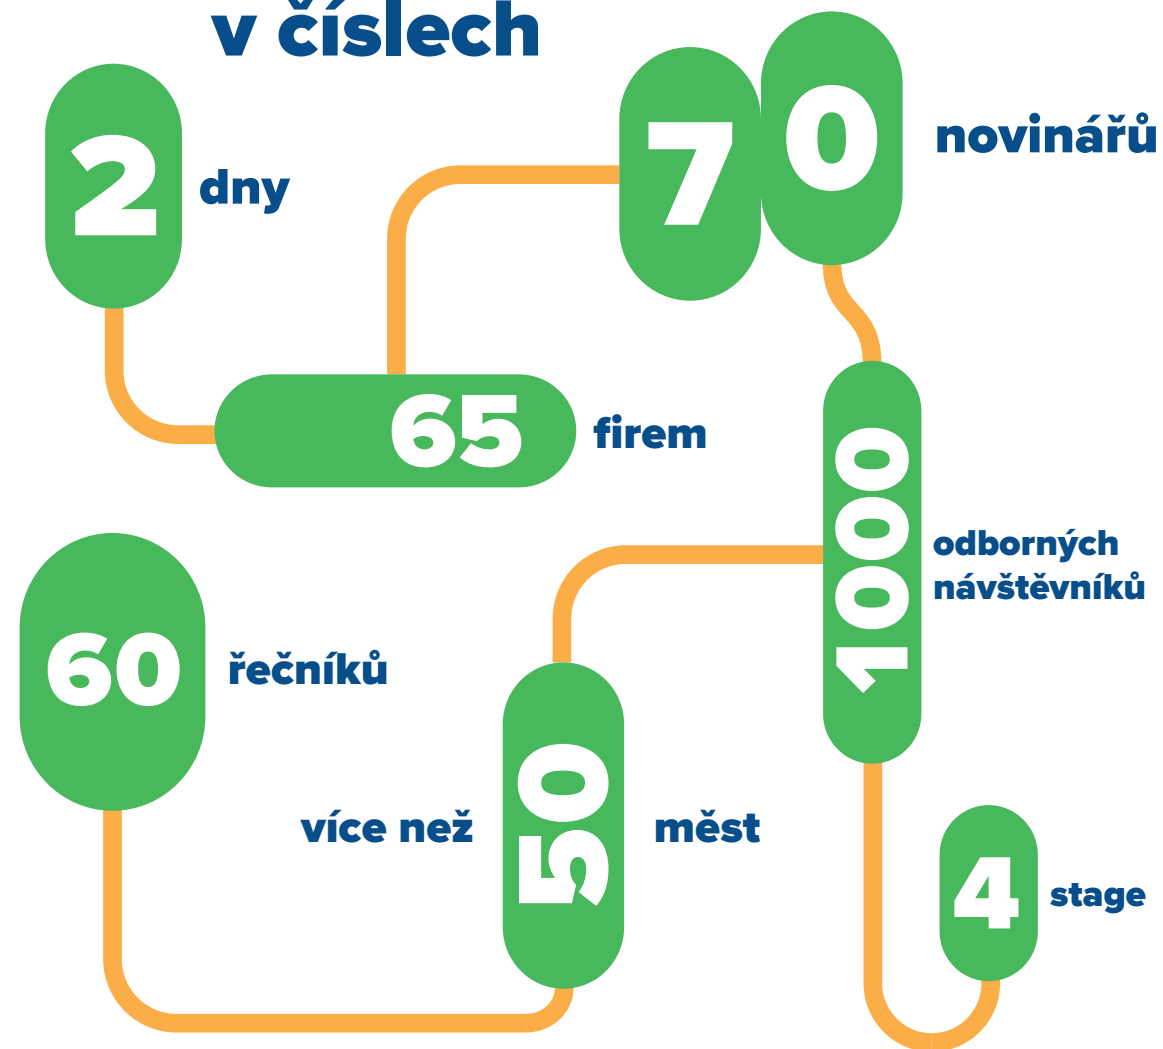 v číslech
2 dny
70 novinářů
65 firem
1000 odborných
návštěvníků
60 řečníků
více než 50 měst
4 stage